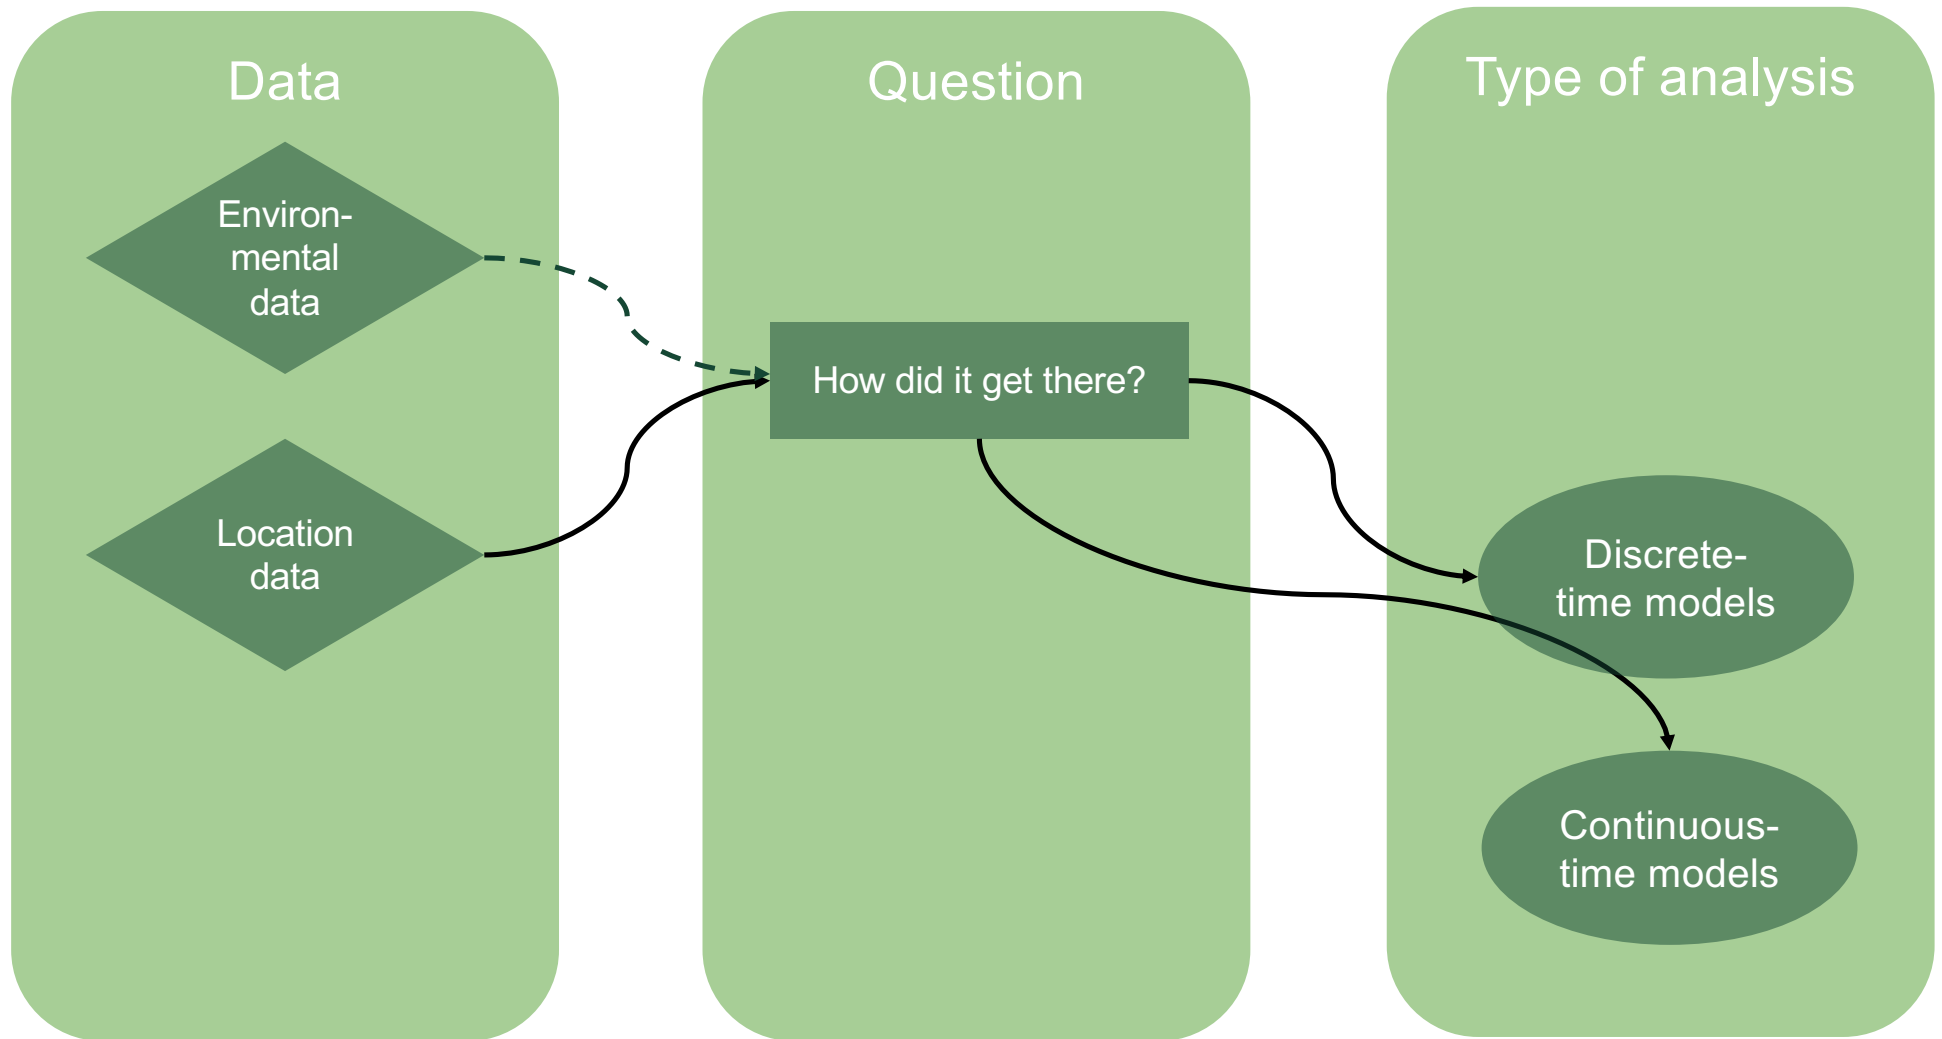 Data
Environ-
mental
data
Location
data
Question
How did it get there?
Type of analysis
Discrete-
time models
Continuous-
time models